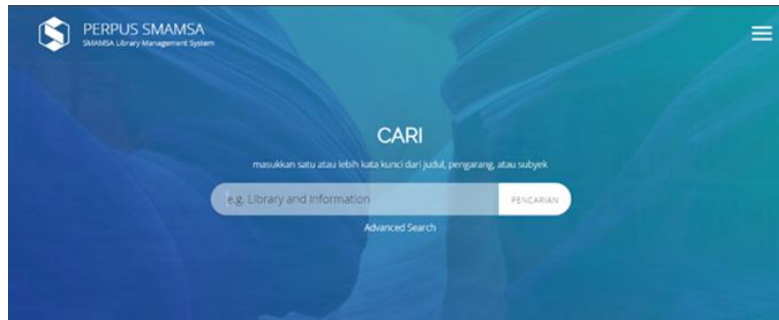 PERPUS SMAMSA
SMAMSA Library Management System
CARI
masukkan satu atau lebih kata kunci dari judul, pengarang, atau subyek
e.g. Library and Information
PENCARIAN
Advanced Search